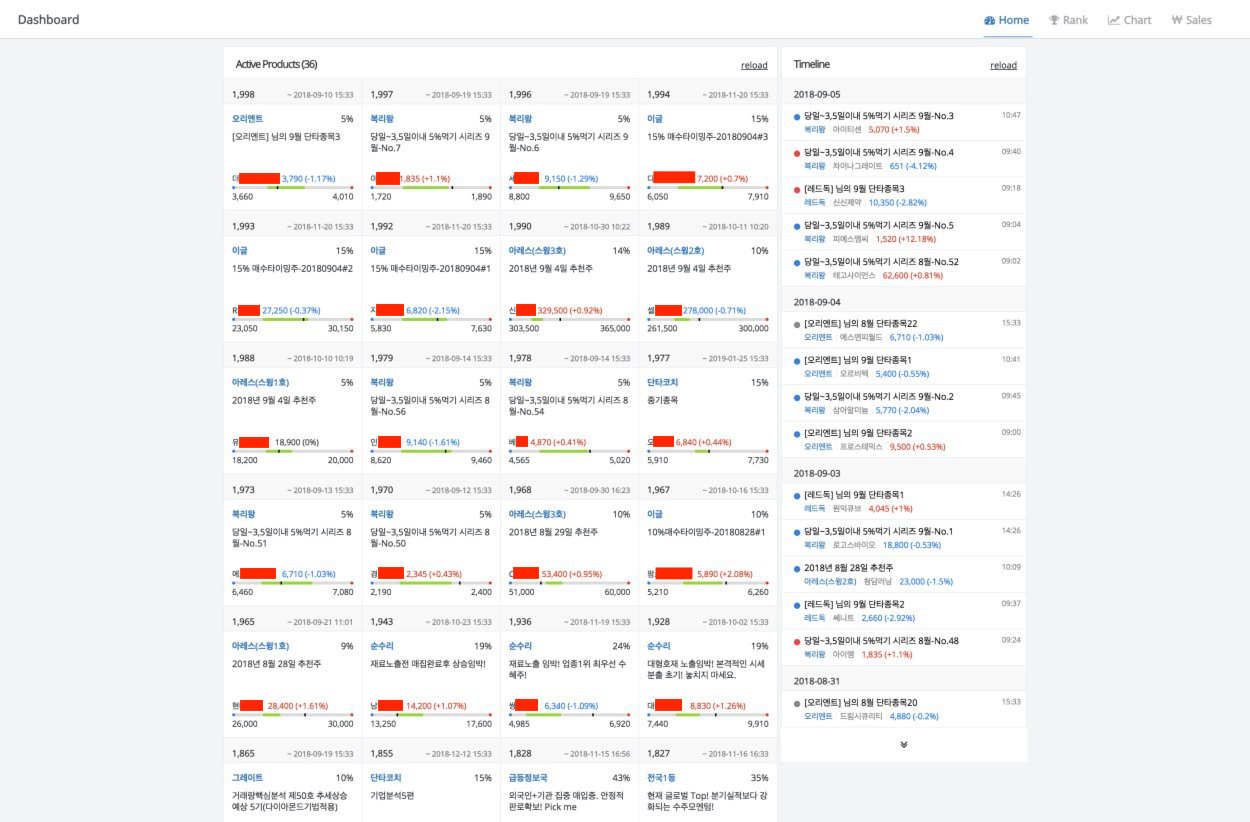 Dashboard
Home
Rank
Chart
₩ Sales
Active Products (36)
reload
1,998 ~ 2018-09-10 15:33
오리엔트 5%
[오리엔트] 님의 9월 단타종목3
더 3,790 (-1.17%)
3,660 4,010
1,997 ~ 2018-09-19 15:33
복리왕 5%
당일~3,5일이내 5%먹기 시리즈 9
월-No.7
이 1,835 (+1.1%)
1,720 1,890
1,996 ~ 2018-09-19 15:33
복리왕 5%
당일~3,5일이내 5%먹기 시리즈 9
월-No.6
9,150 (-1.29%)
8,800 9,650
1,994 ~ 2018-11-20 15:33
이글 15%
15% 매수타이밍주-20180904#3
디 7,200 (+0.7%)
6,050 7,910
1,993 ~ 2018-11-20 15:33
이글 15%
15% 매수타이밍주-20180904#2
R 27,250 (-0.37%)
23,050 30,150
1,992 ~ 2018-11-20 15:33
이글 15%
15% 매수타이밍주-20180904#1
지 6,820 (-2.15%)
5,830 7,630
1,990 ~ 2018-10-30 10:22
아레스(스윙3호) 14%
2018년 9월 4일 추천주
신 329,500 (+0.92%)
303,500 365,000
1,989 ~ 2018-10-11 10:20
아레스(스윙2호) 10%
2018년 9월 4일 추천주
셀 278,000 (-0.71%)
261,500 300,000
1,988 ~ 2018-10-10 10:19
아레스(스윙1호) 5%
2018년 9월 4일 추천주
유 18,900 (0%)
18,200 20,000
1,979 ~ 2018-09-14 15:33
복리왕 5%
당일~3,5일이내 5%먹기 시리즈 8
월-No.56
인 9,140 (-1.61%)
8,620 9,460
1,978 ~ 2018-09-14 15:33
복리왕 5%
당일~3,5일이내 5%먹기 시리즈 8
월-No.54
베 4,870 (+0.41%)
4,565 5,020
1,977 ~ 2019-01-25 15:33
단타코치 15%
중기종목
오 6,840 (+0.44%)
5,910 7,730
1,973 ~ 2018-09-13 15:33
복리왕 5%
당일~3,5일이내 5%먹기 시리즈 8
월-No.51
에 6,710 (-1.03%)
6,460 7,080
1,970 ~ 2018-09-12 15:33
복리왕 5%
당일~3,5일이내 5%먹기 시리즈 8
월-No.50
경 2,345 (+0.43%)
2,190 2,400
1,968 ~ 2018-09-30 16:23
아레스(스윙3호) 10%
2018년 8월 29일 추천주
53,400 (+0.95%)
51,000 60,000
1,967 ~ 2018-10-16 15:33
이글 10%
10%매수타이밍주-20180828#1
팜 5,890 (+2.08%)
5,210 6,260
1,965 ~ 2018-09-21 11:01
아레스(스윙1호) 9%
2018년 8월 28일 추천주
현 28,400 (+1.61%)
26,000 30,000
1,943 ~ 2018-10-23 15:33
순수리 19%
재료노출전 매집완료후 상승임박!
남 14,200 (+1.07%)
13,250 17,600
1,936 ~ 2018-11-19 15:33
순수리 24%
재료노출 임박! 업종1위 최우선 수
혜주!
쌍 6,340 (-1.09%)
4,985 6,920
1,928 ~ 2018-10-02 15:33
순수리 19%
대형호재 노출임박! 본격적인 시세
분출 초기! 놓치지 마세요.
대 8,830 (+1.26%)
7,440 9,910
1,865 ~ 2018-09-19 15:33
그레이트 10%
거래량핵심분석 제50호 추세상승
예상 5기(다이아몬드기법적용)
1,855 ~ 2018-12-12 15:33
단타코치 15%
기업분석5편
1,828 ~ 2018-11-15 16:56
급등정보국 43%
외국인+기관 집중 매입중. 안정적
판로확보! Pick me
1,827 ~ 2018-11-16 16:33
전국1등 35%
현재 글로벌 Top! 분기실적보다 강
화되는 수주모멘텀!
Timeline
reload
2018-09-05
당일~3,5일이내 5%먹기 시리즈 9월-No.3 10:47
복리왕 아이티센 5,070 (+1.5%)
당일~3,5일이내 5%먹기 시리즈 9월-No.4 09:40
복리왕 차이나그레이트 651 (-4.12%)
[레드독] 님의 9월 단타종목3 09:18
레드독 신신제약 10,350 (-2.82%)
당일~3,5일이내 5%먹기 시리즈 9월-No.5 09:04
복리왕 피에스엠씨 1,520 (+12.18%)
당일~3,5일이내 5%먹기 시리즈 8월-No.52 09:02
복리왕 테고사이언스 62,600 (+0.81%)
2018-09-04
[오리엔트] 님의 8월 단타종목22 15:33
오리엔트 에스엔피월드 6,710 (-1.03%)
[오리엔트] 님의 9월 단타종목1 10:41
오리엔트 오르비텍 5,400 (-0.55%)
당일~3,5일이내 5%먹기 시리즈 9월-No.2 09:45
복리왕 삼아알미늄 5,770 (-2.04%)
[오리엔트] 님의 9월 단타종목2 09:00
오리엔트 프로스테믹스 9,500 (+0.53%)
2018-09-03
[레드독] 님의 9월 단타종목1 14:26
레드독 원익큐브 4,045 (+1%)
당일~3,5일이내 5%먹기 시리즈 9월-No.1 14:26
복리왕 로고스바이오 18,800 (-0.53%)
2018년 8월 28일 추천주 10:09
아레스(스윙2호) 청담러닝 23,000 (-1.5%)
[레드독] 님의 9월 단타종목2 09:37
레드독 쎄니트 2,660 (-2.92%)
당일~3,5일이내 5%먹기 시리즈 8월-No.48 09:24
복리왕 아이엠 1,835 (+1.1%)
2018-08-31
[오리엔트] 님의 8월 단타종목20 15:33
오리엔트 드림시큐리티 4,880 (-0.2%)